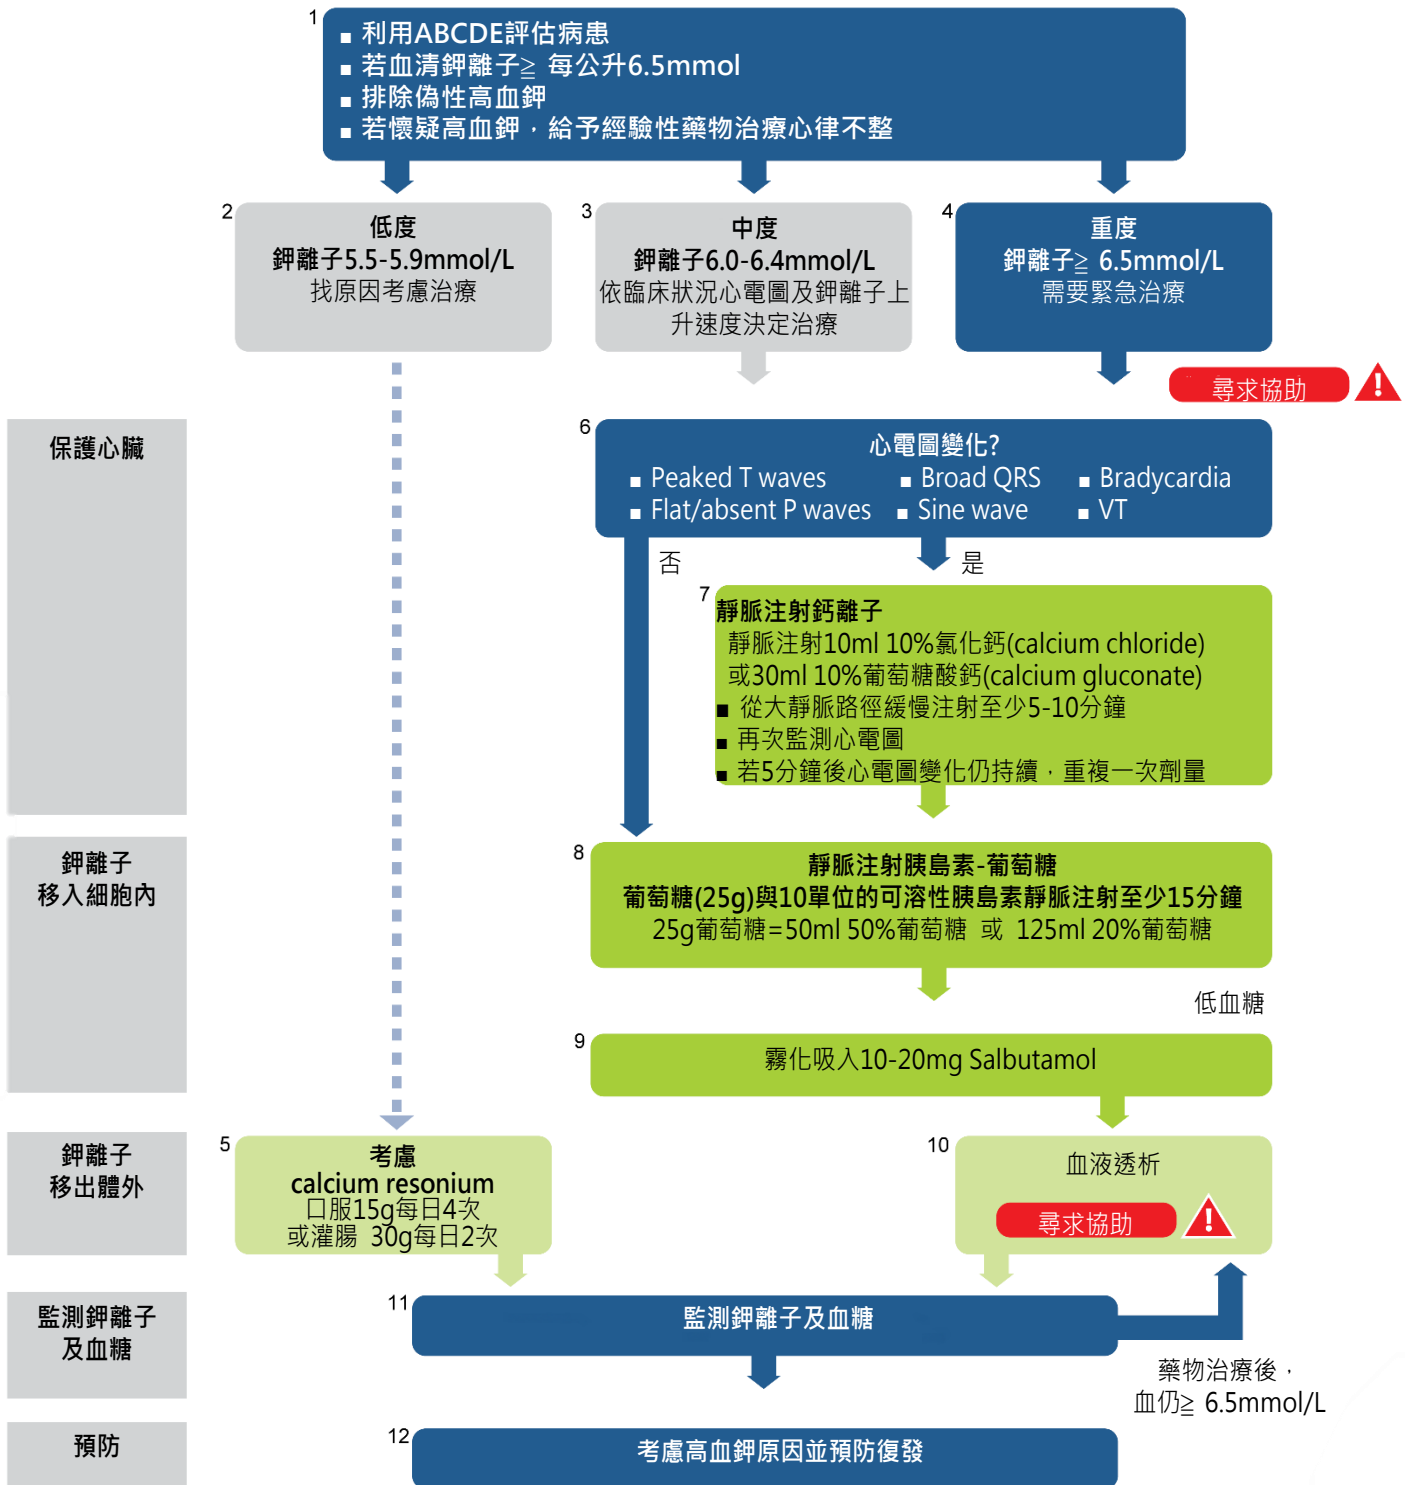 1
■ 利用ABCDE評估病患
■ 若血清鉀離子≧ 每公升6.5mmol
■ 排除偽性高血鉀
■ 若懷疑高血鉀，給予經驗性藥物治療心律不整
2
低度
鉀離子5.5-5.9mmol/L
找原因考慮治療
3
中度
鉀離子6.0-6.4mmol/L
依臨床狀況心電圖及鉀離子上
升速度決定治療
4
重度
鉀離子≧ 6.5mmol/L
需要緊急治療
尋求協助
保護心臟
6
心電圖變化?
■ Peaked T waves ■ Broad QRS ■ Bradycardia
■ Flat/absent P waves ■ Sine wave ■ VT
否
是
7
靜脈注射鈣離子
靜脈注射10ml 10%氯化鈣(calcium chloride)
或30ml 10%葡萄糖酸鈣(calcium gluconate)
■ 從大靜脈路徑緩慢注射至少5-10分鐘
■ 再次監測心電圖
■ 若5分鐘後心電圖變化仍持續，重複一次劑量
鉀離子
移入細胞內
8
靜脈注射胰島素-葡萄糖
葡萄糖(25g)與10單位的可溶性胰島素靜脈注射至少15分鐘
25g葡萄糖=50ml 50%葡萄糖 或 125ml 20%葡萄糖
低血糖
9
霧化吸入10-20mg Salbutamol
鉀離子
移出體外
5
考慮
calcium resonium
口服15g每日4次
或灌腸 30g每日2次
10
血液透析
尋求協助
監測鉀離子
及血糖
11
監測鉀離子及血糖
藥物治療後，
血仍≧ 6.5mmol/L
預防
12
考慮高血鉀原因並預防復發